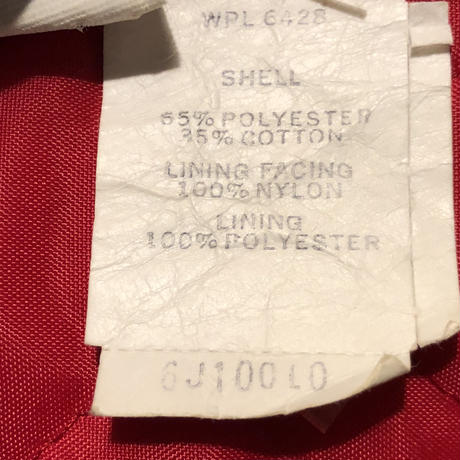 WPL 6428
SHELL
65% POLYESTER
35% COTTON
LINING FACING
100% NYLON
LINING
100% POLYESTER
6J100L0